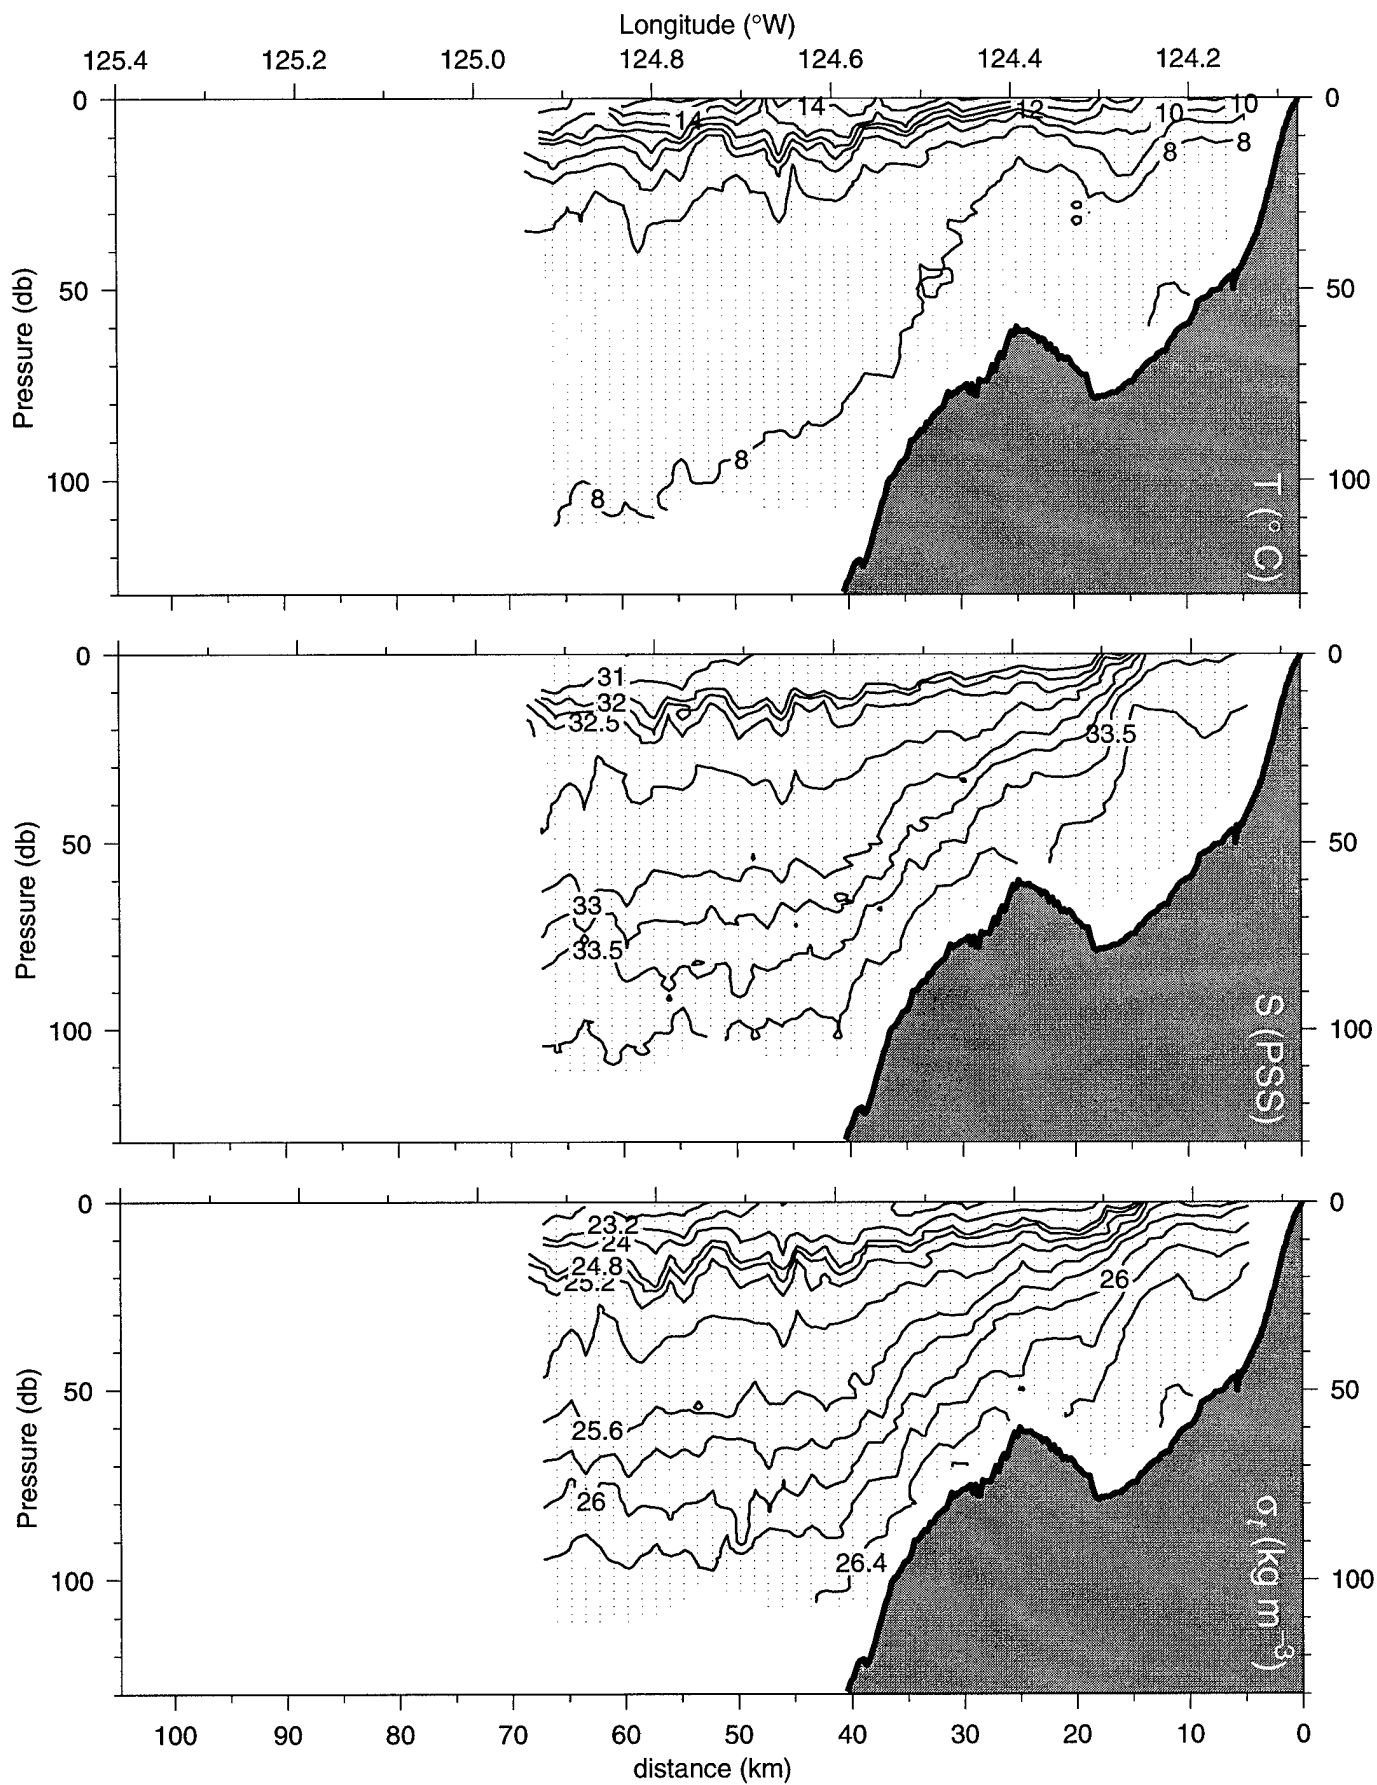 Longitude (°W)
125.4 125.2 125.0 124.8 124.6 124.4 124.2
0 14 14 12 10 10 0
8 8
50 50
Pressure (db)
8
100 8 100
T (° C)
0 31 0
32
32.5 33.5
50 50
Pressure (db)
33
33.5
100 100
S (PSS)
0 23.2 0
24
24.8 26
25.2
50 50
Pressure (db)
25.6
26
26.4
100 100
σt (kg m⁻³)
100 90 80 70 60 50 40 30 20 10 0
distance (km)